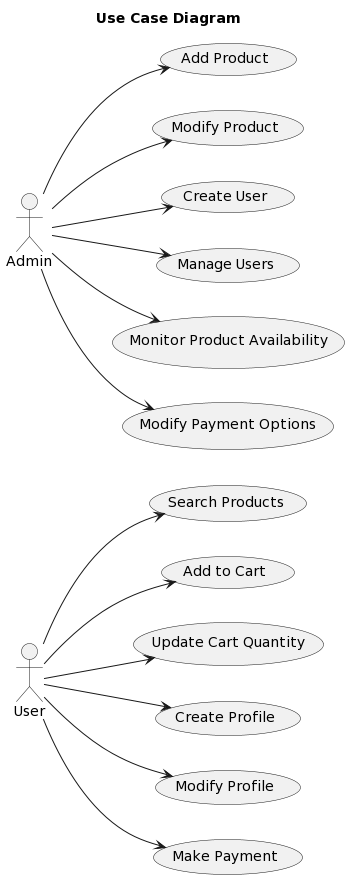 Use Case Diagram
Add Product
Modify Product
Create User
Admin
Manage Users
Monitor Product Availability
Modify Payment Options
Search Products
Add to Cart
Update Cart Quantity
User
Create Profile
Modify Profile
Make Payment